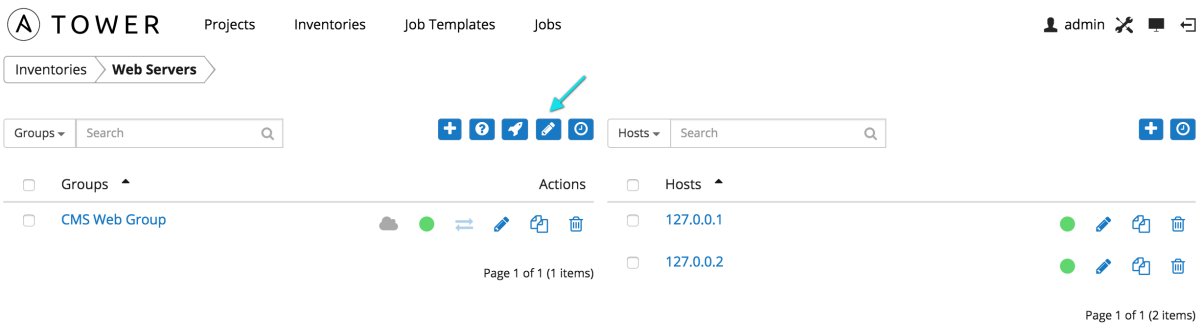 A TOWER Projects Inventories Job Templates Jobs admin
Inventories Web Servers
Groups Search Hosts Search
Groups Actions Hosts
CMS Web Group 127.0.0.1
127.0.0.2
Page 1 of 1 (1 items)
Page 1 of 1 (2 items)